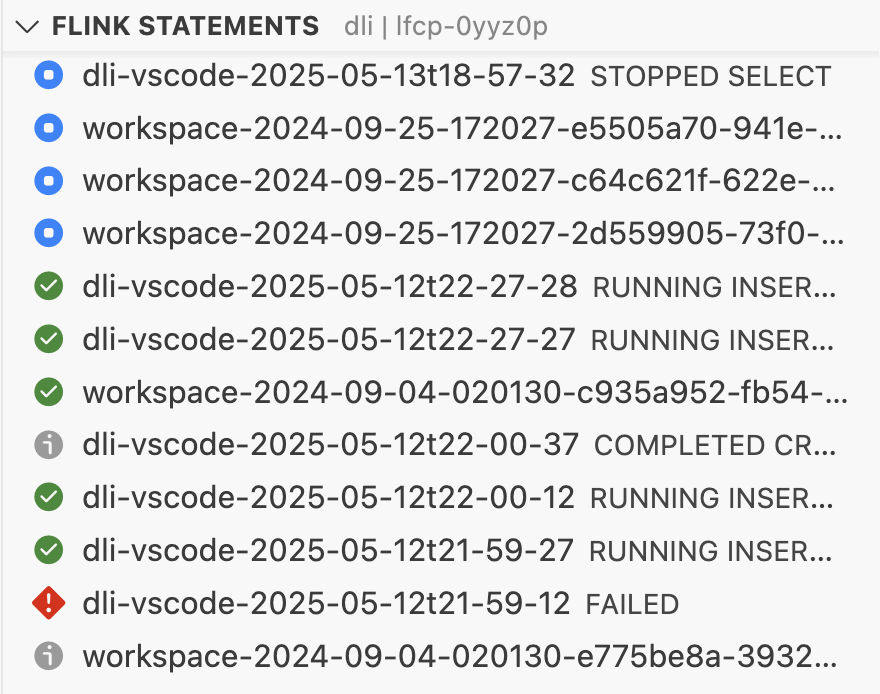 FLINK STATEMENTS dli | lfcp-0yyz0p
dli-vscode-2025-05-13t18-57-32 STOPPED SELECT
workspace-2024-09-25-172027-e5505a70-941e-...
workspace-2024-09-25-172027-c64c621f-622e-...
workspace-2024-09-25-172027-2d559905-73f0-...
dli-vscode-2025-05-12t22-27-28 RUNNING INSER...
dli-vscode-2025-05-12t22-27-27 RUNNING INSER...
workspace-2024-09-04-020130-c935a952-fb54-...
dli-vscode-2025-05-12t22-00-37 COMPLETED CR...
dli-vscode-2025-05-12t22-00-12 RUNNING INSER...
dli-vscode-2025-05-12t21-59-27 RUNNING INSER...
dli-vscode-2025-05-12t21-59-12 FAILED
workspace-2024-09-04-020130-e775be8a-3932...